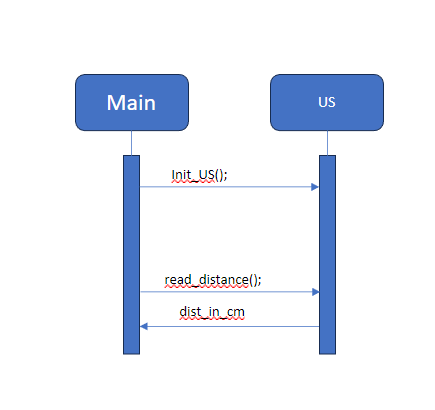 Main
US
Init_US();
read_distance();
dist_in_cm